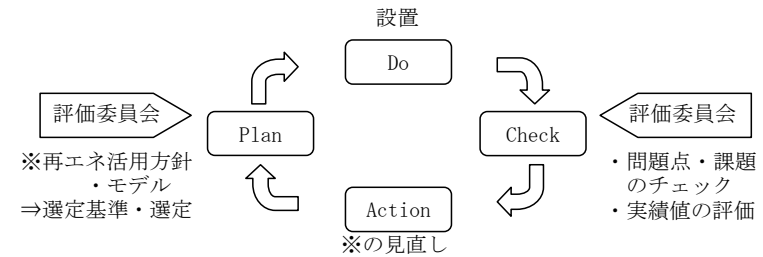 設置
Do
評価委員会
Plan
Check
評価委員会
※再エネ活用方針
・モデル
⇒選定基準・選定
・問題点・課題
のチェック
・実績値の評価
Action
※の見直し